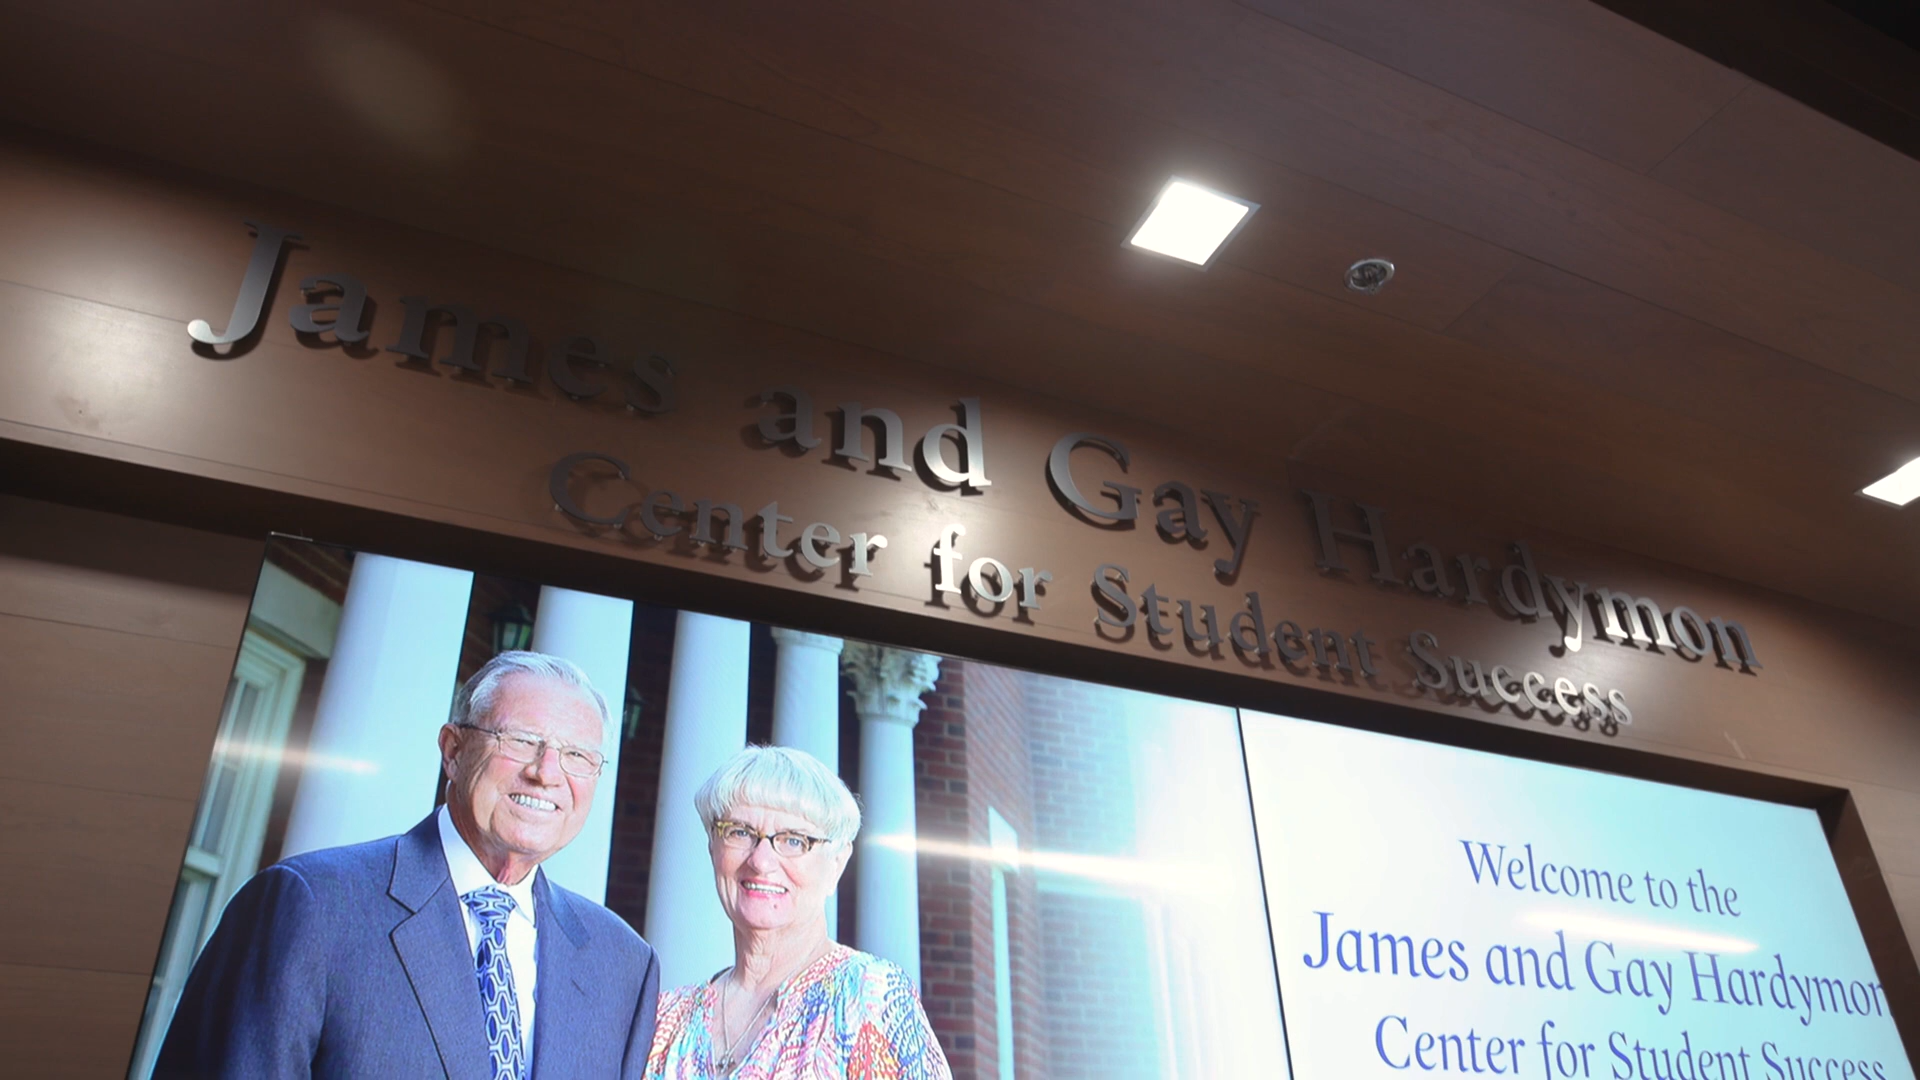 James and Gay Hardymon
Center for Student Success
Welcome to the
James and Gay Hardymon
Center for Student Success